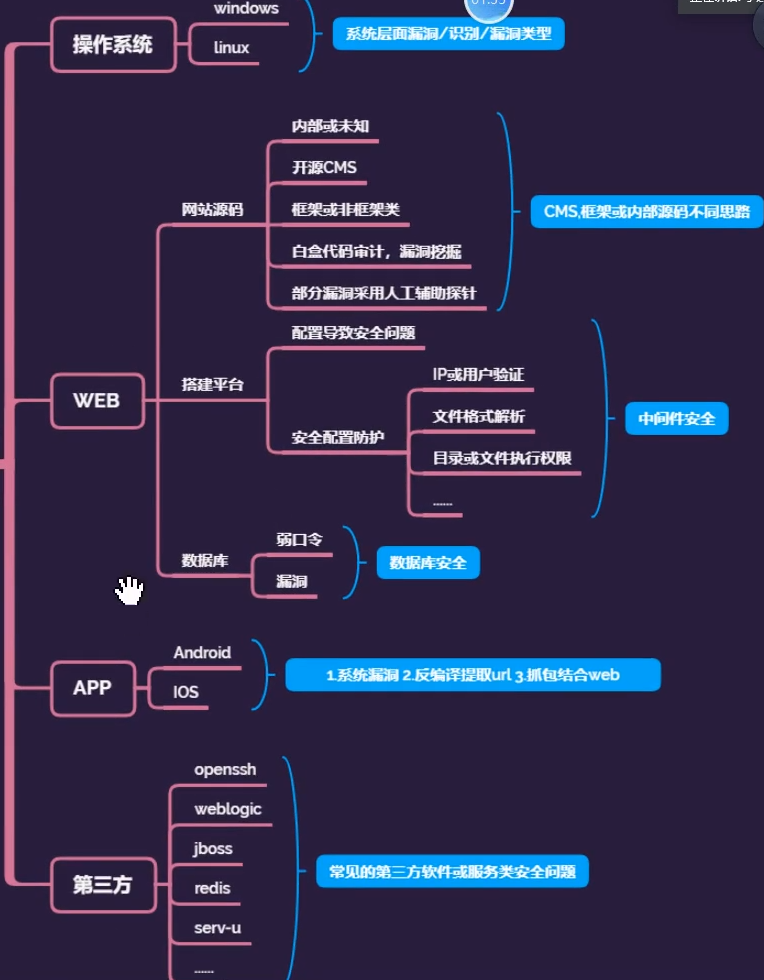 windows
操作系统
系统层面漏洞/识别/漏洞类型
linux
内部或未知
开源CMS
网站源码
框架或非框架类
CMS,框架或内部源码不同思路
白盒代码审计，漏洞挖掘
部分漏洞采用人工辅助探针
配置导致安全问题
WEB
搭建平台
IP或用户验证
文件格式解析
中间件安全
安全配置防护
目录或文件执行权限
......
弱口令
数据库
数据库安全
漏洞
Android
APP
1.系统漏洞 2.反编译提取url 3.抓包结合web
IOS
openssh
weblogic
jboss
第三方
常见的第三方软件或服务类安全问题
redis
serv-u
......